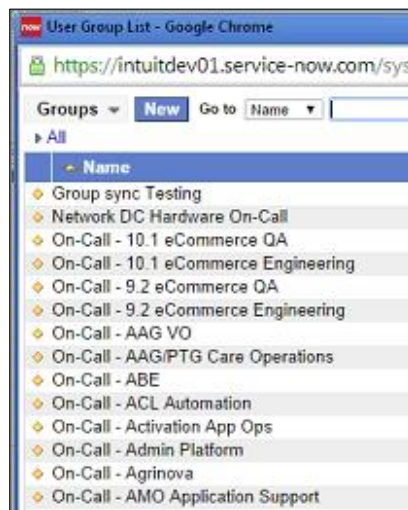 now User Group List - Google Chrome
https://intuitdev01.service-now.com/sys
Groups New Go to Name
All
Name
Group sync Testing
Network DC Hardware On-Call
On-Call - 10.1 eCommerce QA
On-Call - 10.1 eCommerce Engineering
On-Call - 9.2 eCommerce QA
On-Call - 9.2 eCommerce Engineering
On-Call - AAG VO
On-Call - AAG/PTG Care Operations
On-Call - ABE
On-Call - ACL Automation
On-Call - Activation App Ops
On-Call - Admin Platform
On-Call - Agrinova
On-Call - AMO Application Support